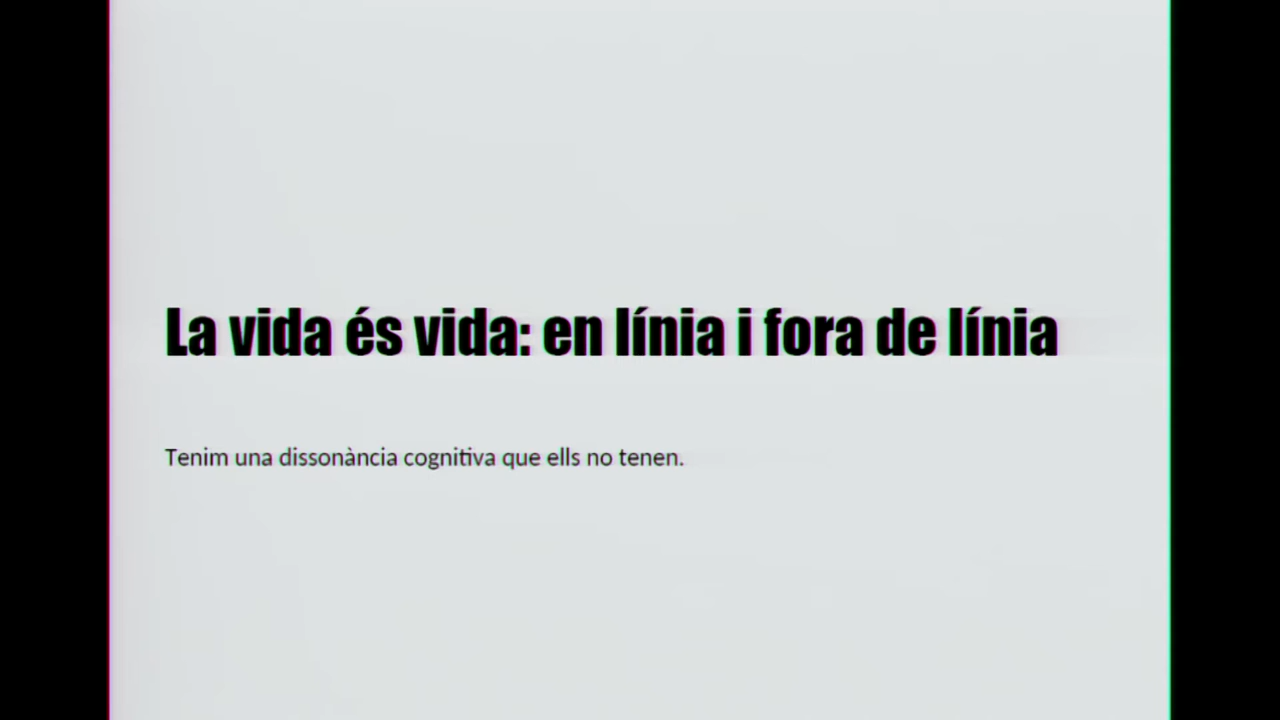 La vida és vida: en línia i fora de línia
Tenim una dissonància cognitiva que ells no tenen.